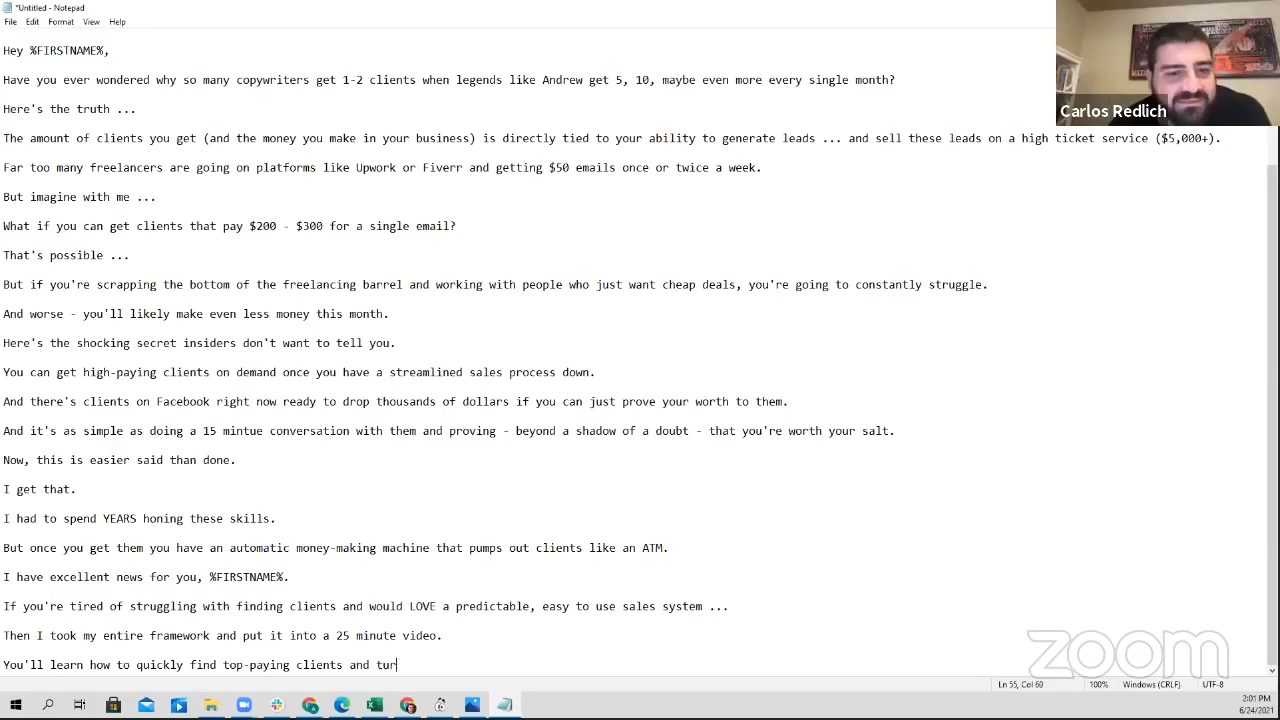 *Untitled - Notepad
File Edit Format View Help
Hey %FIRSTNAME%,
Have you ever wondered why so many copywriters get 1-2 clients when legends like Andrew get 5, 10, maybe even more every single month?
Here's the truth ...
The amount of clients you get (and the money you make in your business) is directly tied to your ability to generate leads ... and sell these leads on a high ticket service ($5,000+).
Far too many freelancers are going on platforms like Upwork or Fiverr and getting $50 emails once or twice a week.
But imagine with me ...
What if you can get clients that pay $200 - $300 for a single email?
That's possible ...
But if you're scrapping the bottom of the freelancing barrel and working with people who just want cheap deals, you're going to constantly struggle.
And worse - you'll likely make even less money this month.
Here's the shocking secret insiders don't want to tell you.
You can get high-paying clients on demand once you have a streamlined sales process down.
And there's clients on Facebook right now ready to drop thousands of dollars if you can just prove your worth to them.
And it's as simple as doing a 15 mintue conversation with them and proving - beyond a shadow of a doubt - that you're worth your salt.
Now, this is easier said than done.
I get that.
I had to spend YEARS honing these skills.
But once you get them you have an automatic money-making machine that pumps out clients like an ATM.
I have excellent news for you, %FIRSTNAME%.
If you're tired of struggling with finding clients and would LOVE a predictable, easy to use sales system ...
Then I took my entire framework and put it into a 25 minute video.
You'll learn how to quickly find top-paying clients and tur
Carlos Redlich
zoom
Ln 55, Col 60 100% Windows (CRLF) UTF-8
2:01 PM
6/24/2021